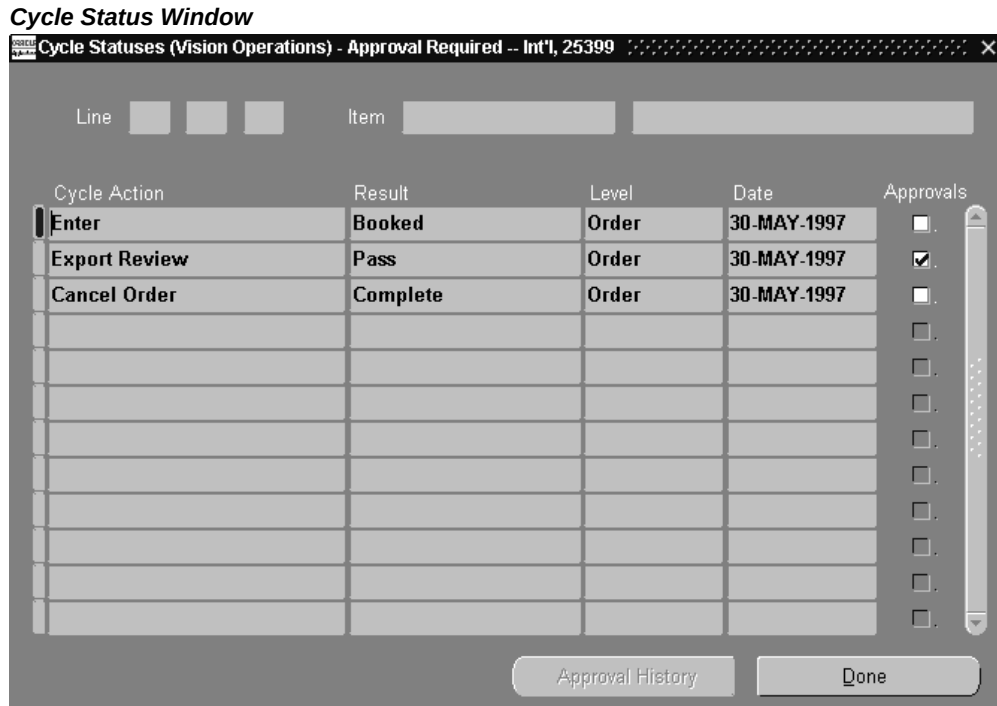 Cycle Status Window
Cycle Statuses (Vision Operations) - Approval Required -- Int'l, 25399
Line Item
Cycle Action Result Level Date Approvals
Enter Booked Order 30-MAY-1997
Export Review Pass Order 30-MAY-1997
Cancel Order Complete Order 30-MAY-1997
Approval History Done